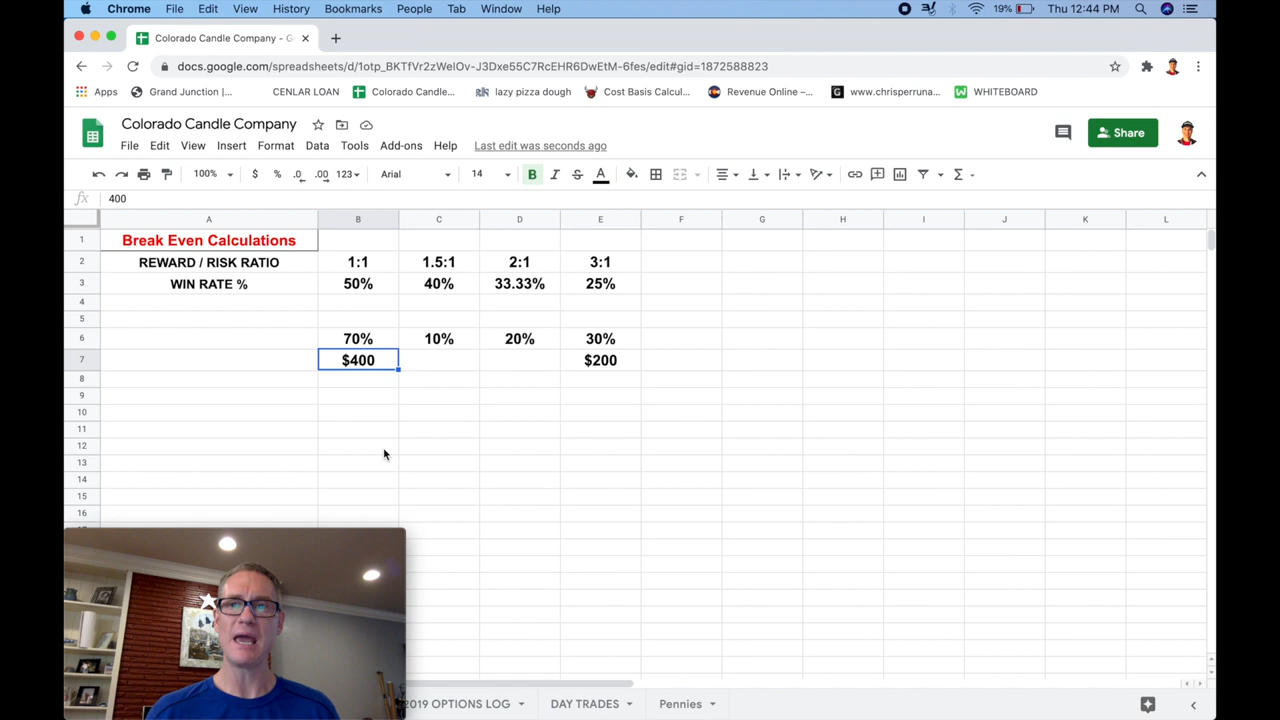 Chrome File Edit View History Bookmarks People Tab Window Help 19% Thu 12:44 PM
Colorado Candle Company - G
docs.google.com/spreadsheets/d/1otp_BKTfVr2zWelOv-J3Dxe55C7RcEHR6DwEtM-6fes/edit#gid=1872588823
Apps Grand Junction |... CENLAR LOAN Colorado Candle... lazy pizza dough Cost Basis Calcul... Revenue Online –... www.chrisperruna... WHITEBOARD
Colorado Candle Company
File Edit View Insert Format Data Tools Add-ons Help Last edit was seconds ago
Share
100% $ % .0 .00 123 Arial 14 B I S A
fx 400
A B C D E F G H I J K L
1 Break Even Calculations
2 REWARD / RISK RATIO 1:1 1.5:1 2:1 3:1
3 WIN RATE % 50% 40% 33.33% 25%
4
5
6 70% 10% 20% 30%
7 $400 $200
8
9
10
11
12
13
14
15
16
2019 OPTIONS LOG DAY TRADES Pennies